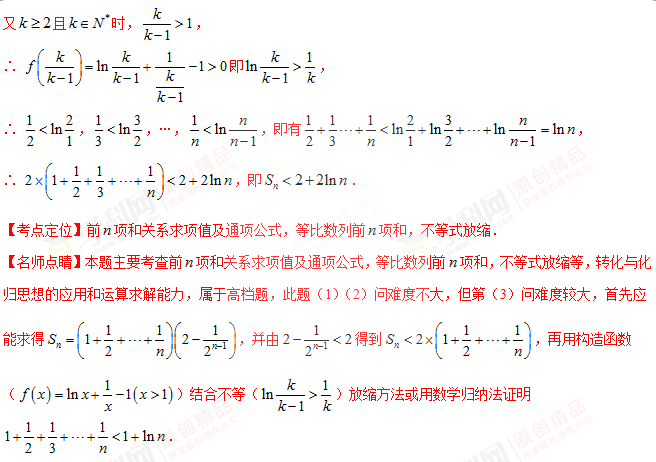 又 k ≥ 2 且 k ∈ N* 时，k/(k-1) > 1，
∴ f(k/(k-1)) = ln k/(k-1) + 1/(k/(k-1)) - 1 > 0 即 ln k/(k-1) > 1/k，
∴ 1/2 < ln 2/1，1/3 < ln 3/2，…，1/n < ln n/(n-1)，即有 1/2 + 1/3 … + 1/n < ln 2/1 + ln 3/2 + … + ln n/(n-1) = ln n，
∴ 2×(1 + 1/2 + 1/3 + … + 1/n) < 2 + 2ln n，即 Sₙ < 2 + 2ln n．
【考点定位】前 n 项和关系求项值及通项公式，等比数列前 n 项和，不等式放缩．
【名师点睛】本题主要考查前 n 项和关系求项值及通项公式，等比数列前 n 项和，不等式放缩等，转化与化
归思想的应用和运算求解能力，属于高档题，此题（1）（2）问难度不大，但第（3）问难度较大，首先应
能求得 Sₙ = (1 + 1/2 + … + 1/n)(2 - 1/2ⁿ⁻¹)，并由 2 - 1/2ⁿ⁻¹ < 2 得到 Sₙ < 2×(1 + 1/2 + … + 1/n)，再用构造函数
（f(x) = ln x + 1/x - 1(x > 1)）结合不等（ln k/(k-1) > 1/k）放缩方法或用数学归纳法证明
1 + 1/2 + 1/3 + … + 1/n < 1 + ln n．